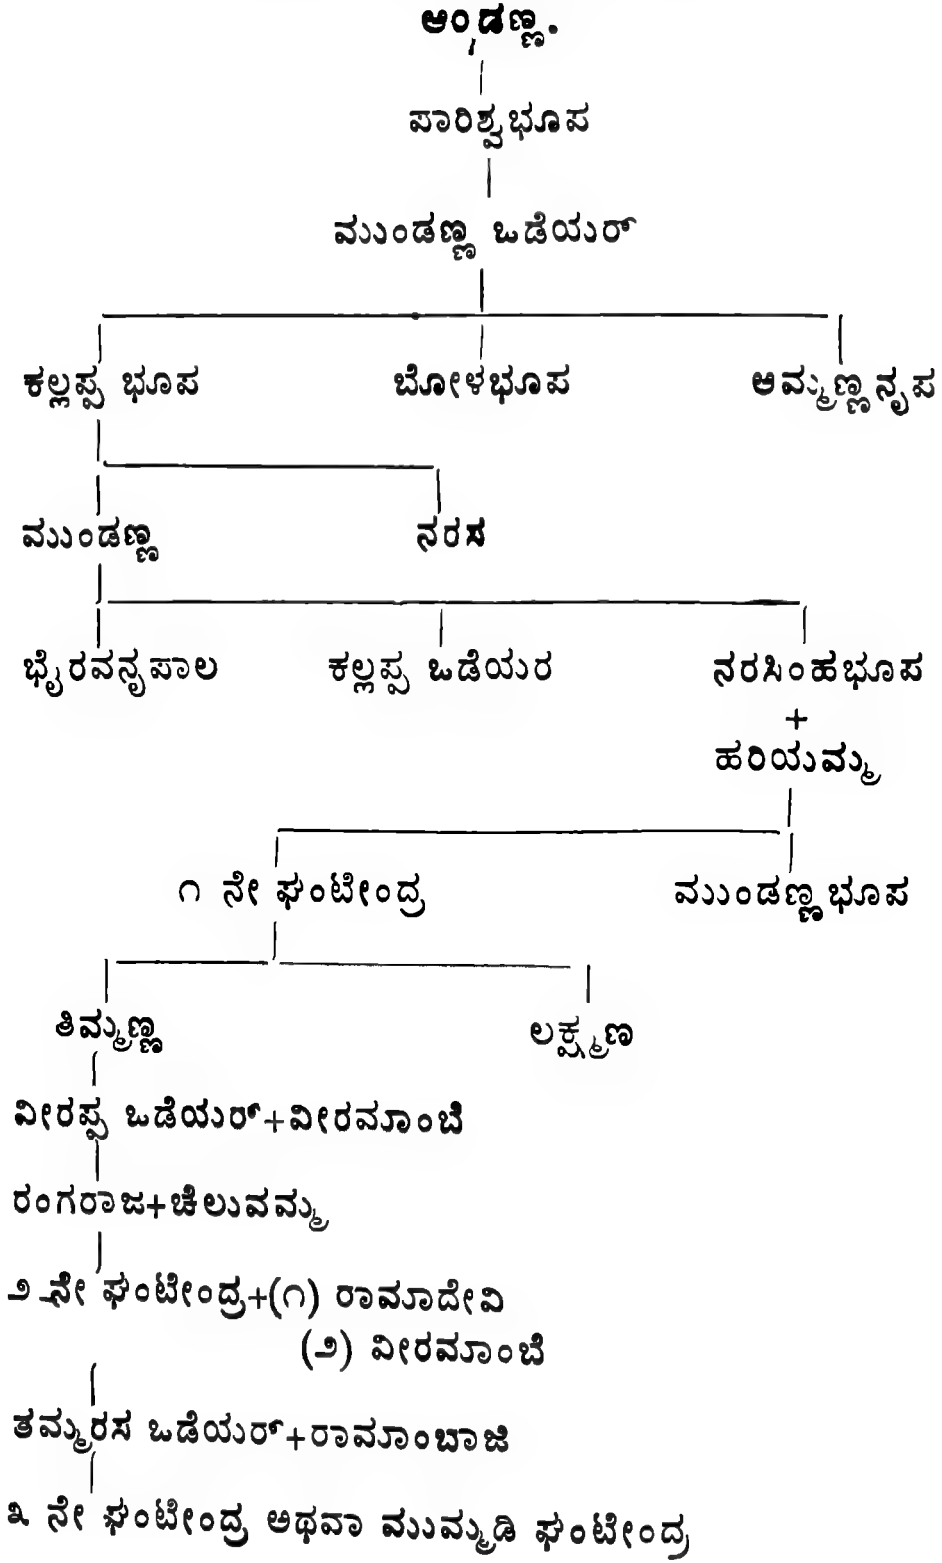 ಆಂಡಣ್ಣ.
ಪಾರಿಶ್ವಭೂಪ
ಮುಂಡಣ್ಣ ಒಡೆಯರ್
ಕಲ್ಲಪ್ಪ ಭೂಪ ಬೋಳಭೂಪ ಆಮ್ಮಣ್ಣನೃಪ
ಮುಂಡಣ್ಣ ನರಸ
ಭೈರವನೃಪಾಲ ಕಲ್ಲಪ್ಪ ಒಡೆಯರ ನರಸಿಂಹಭೂಪ
+
ಹರಿಯಮ್ಮ
೧ ನೇ ಘಂಟೇಂದ್ರ ಮುಂಡಣ್ಣಭೂಪ
ತಿಮ್ಮಣ್ಣ ಲಕ್ಷ್ಮಣ
ವೀರಪ್ಪ ಒಡೆಯರ್+ವೀರಮಾಂಬೆ
ರಂಗರಾಜ+ಚೆಲುವಮ್ಮ
೨ನೇ ಘಂಟೇಂದ್ರ+(೧) ರಾಮಾದೇವಿ
(೨) ವೀರಮಾಂಬೆ
ತಮ್ಮರಸ ಒಡೆಯರ್+ರಾಮಾಂಬಾಜಿ
೩ ನೇ ಘಂಟೇಂದ್ರ ಅಥವಾ ಮುಮ್ಮಡಿ ಘಂಟೇಂದ್ರ